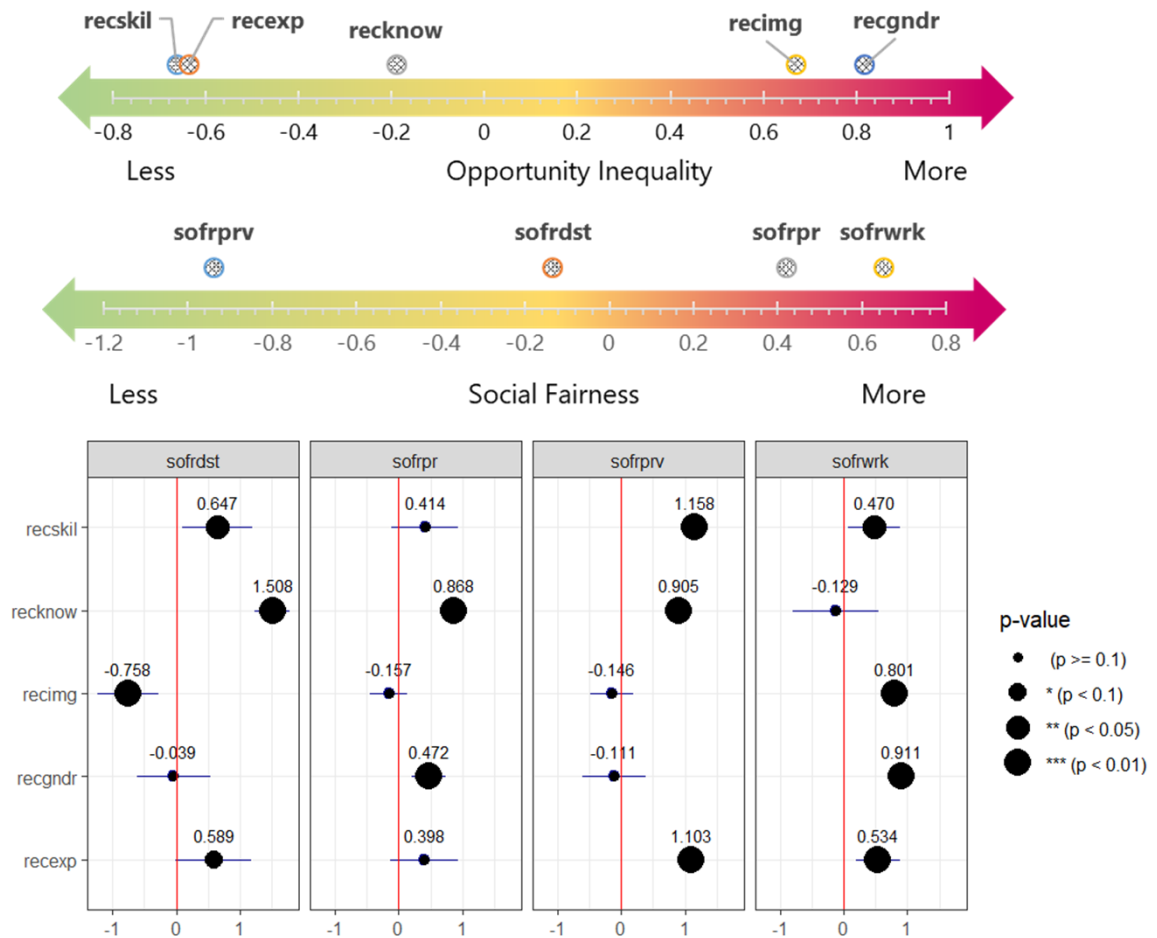 recskil recexp recknow recimg recgndr
-0.8 -0.6 -0.4 -0.2 0 0.2 0.4 0.6 0.8 1
Less Opportunity Inequality More
sofrprv sofrdst sofrpr sofrwrk
-1.2 -1 -0.8 -0.6 -0.4 -0.2 0 0.2 0.4 0.6 0.8
Less Social Fairness More
sofrdst sofrpr sofrprv sofrwrk
0.647 0.414 1.158 0.470
recskil
1.508 0.868 0.905 -0.129
recknow
-0.758 -0.157 -0.146 0.801
recimg
-0.039 0.472 -0.111 0.911
recgndr
0.589 0.398 1.103 0.534
recexp
-1 0 1 -1 0 1 -1 0 1 -1 0 1
p-value
(p >= 0.1)
* (p < 0.1)
** (p < 0.05)
*** (p < 0.01)